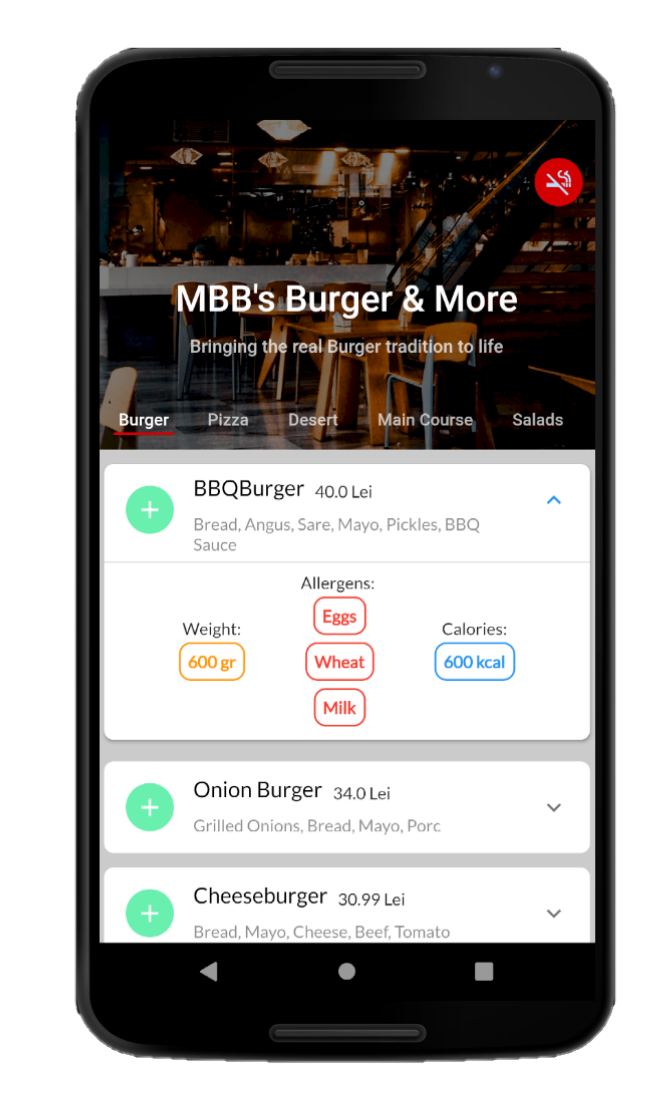 MBB's Burger & More
Bringing the real Burger tradition to life
Burger Pizza Desert Main Course Salads
BBQBurger 40.0 Lei
Bread, Angus, Sare, Mayo, Pickles, BBQ
Sauce
Allergens:
Eggs
Weight: Calories:
600 gr Wheat 600 kcal
Milk
Onion Burger 34.0 Lei
Grilled Onions, Bread, Mayo, Porc
Cheeseburger 30.99 Lei
Bread, Mayo, Cheese, Beef, Tomato